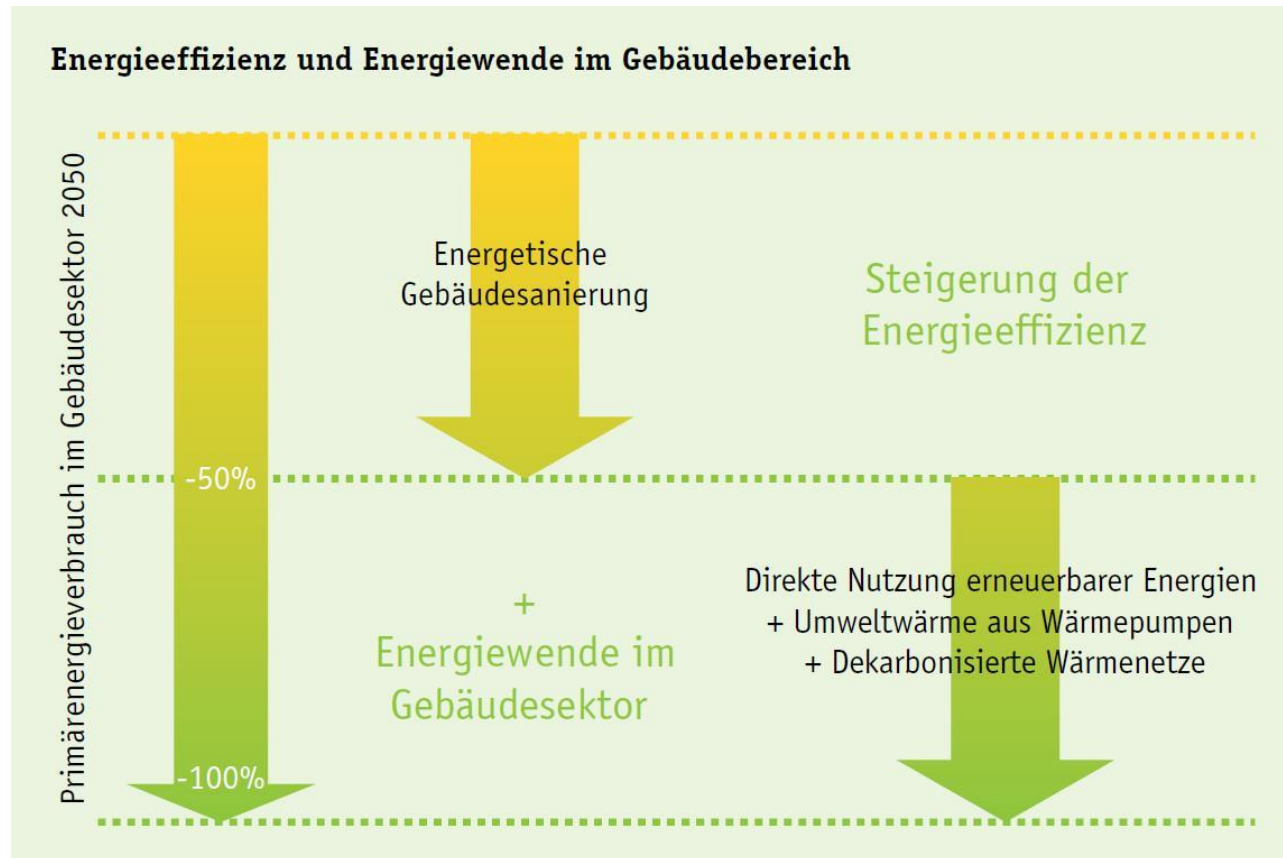 Energieeffizienz und Energiewende im Gebäudebereich
Primärenergieverbrauch im Gebäudesektor 2050
Energetische
Gebäudesanierung
Steigerung der
Energieeffizienz
-50%
+
Energiewende im
Gebäudesektor
Direkte Nutzung erneuerbarer Energien
+ Umweltwärme aus Wärmepumpen
+ Dekarbonisierte Wärmenetze
-100%